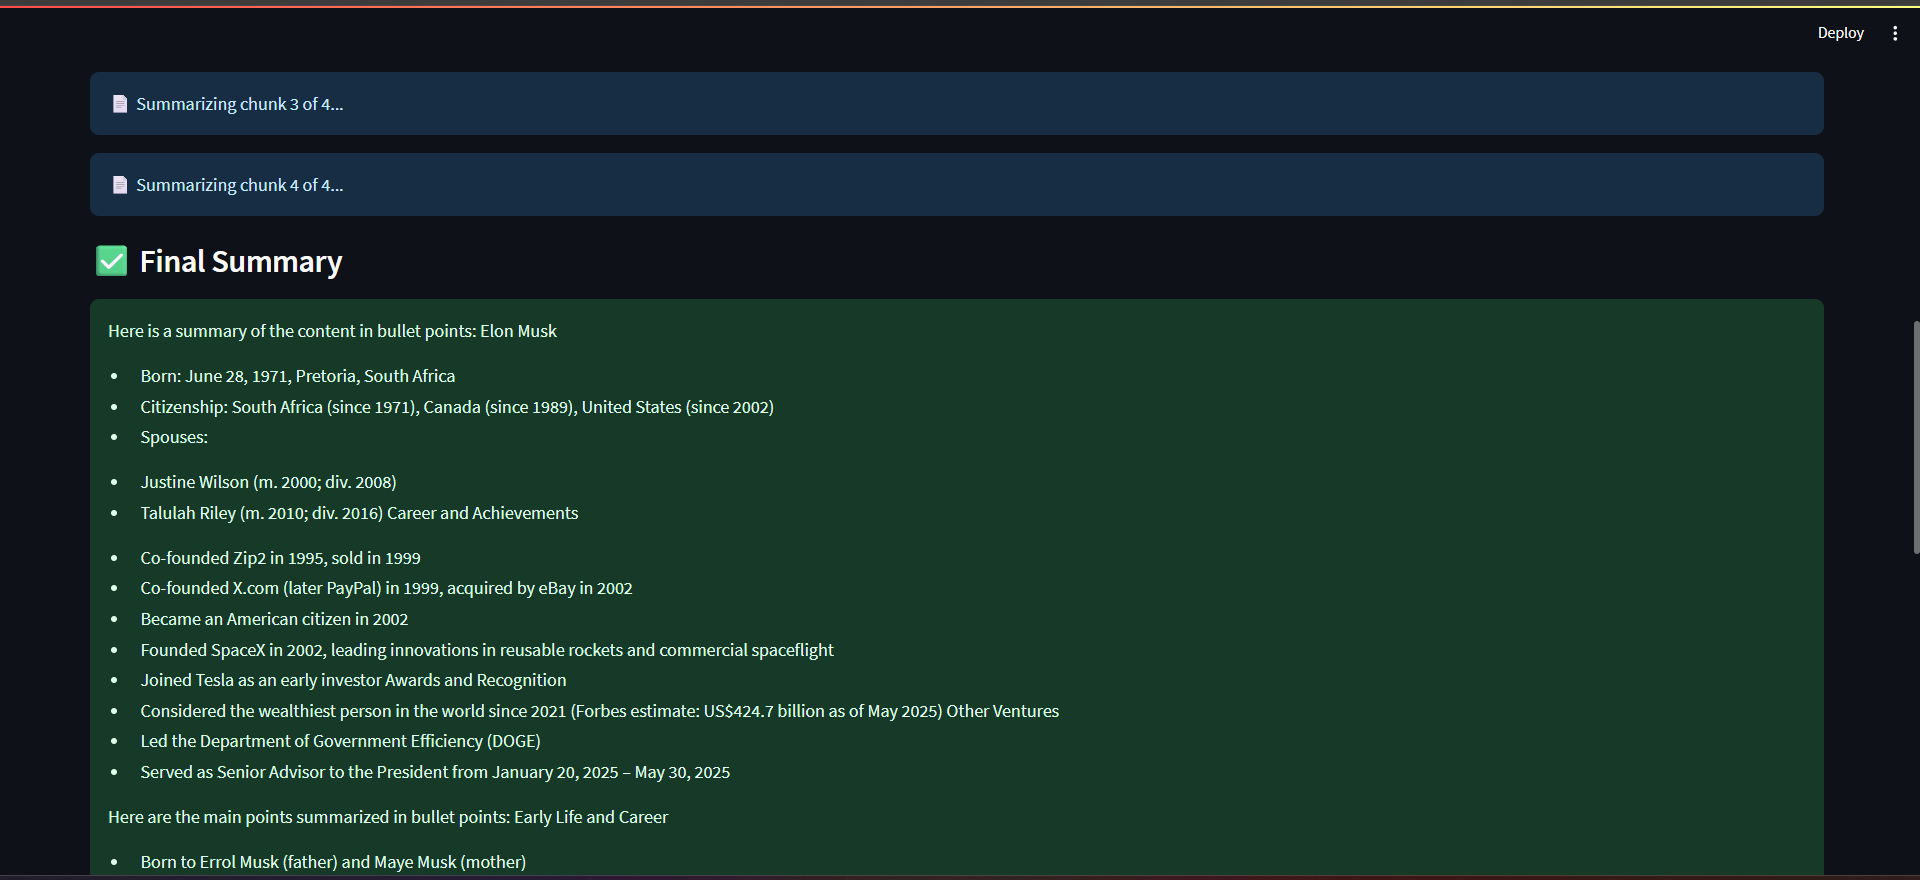 Deploy
Summarizing chunk 3 of 4...
Summarizing chunk 4 of 4...
Final Summary
Here is a summary of the content in bullet points: Elon Musk
• Born: June 28, 1971, Pretoria, South Africa
• Citizenship: South Africa (since 1971), Canada (since 1989), United States (since 2002)
• Spouses:
• Justine Wilson (m. 2000; div. 2008)
• Talulah Riley (m. 2010; div. 2016) Career and Achievements
• Co-founded Zip2 in 1995, sold in 1999
• Co-founded X.com (later PayPal) in 1999, acquired by eBay in 2002
• Became an American citizen in 2002
• Founded SpaceX in 2002, leading innovations in reusable rockets and commercial spaceflight
• Joined Tesla as an early investor Awards and Recognition
• Considered the wealthiest person in the world since 2021 (Forbes estimate: US$424.7 billion as of May 2025) Other Ventures
• Led the Department of Government Efficiency (DOGE)
• Served as Senior Advisor to the President from January 20, 2025 – May 30, 2025
Here are the main points summarized in bullet points: Early Life and Career
• Born to Errol Musk (father) and Maye Musk (mother)